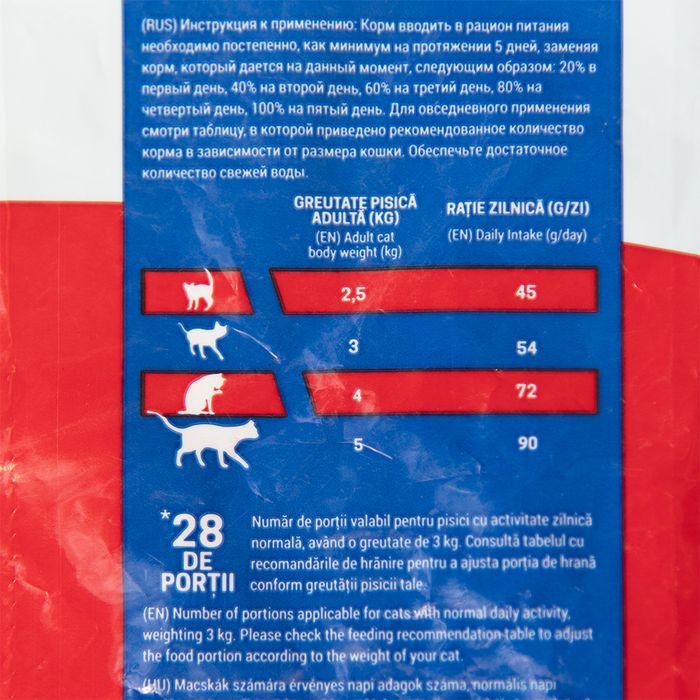 (RUS) Инструкция к применению: Корм вводить в рацион питания
необходимо постепенно, как минимум на протяжении 5 дней, заменяя
корм, который дается на данный момент, следующим образом: 20% в
первый день, 40% на второй день, 60% на третий день, 80% на
четвертый день, 100% на пятый день. Для овседневного применения
смотри таблицу, в которой приведено рекомендованное количество
корма в зависимости от размера кошки. Обеспечьте достаточное
количество свежей воды.
GREUTATE PISICĂ
ADULTĂ (KG)
(EN) Adult cat
body weight (kg)
RAȚIE ZILNICĂ (G/ZI)
(EN) Daily Intake (g/day)
2,5 45
3 54
4 72
5 90
*28
DE
PORȚII
Număr de porții valabil pentru pisici cu activitate zilnică
normală, având o greutate de 3 kg. Consultă tabelul cu
recomandările de hrănire pentru a ajusta porția de hrană
conform greutății pisicii tale.
(EN) Number of portions applicable for cats with normal daily activity,
weighting 3 kg. Please check the feeding recommendation table to adjust
the food portion according to the weight of your cat.
(HU) Macskák számára érvényes napi adagok száma, normális napi